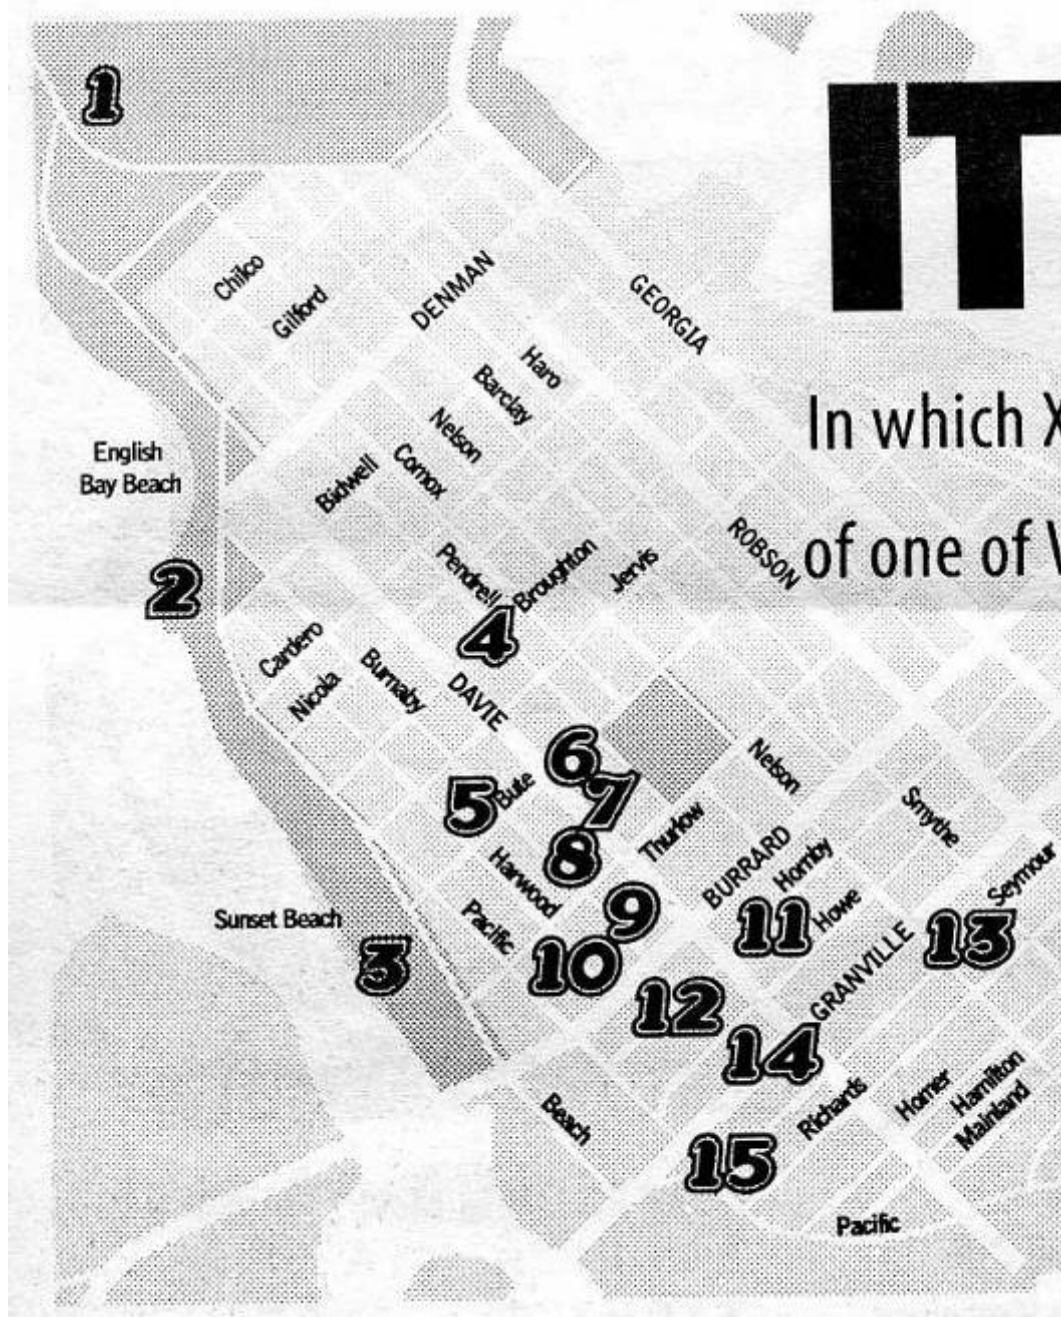 1
IT
Chilco
Gilford
DENMAN
GEORGIA
Haro
Barclay
In which X
Nelson
English
Bay Beach
Bidwell
Comox
ROBSON
of one of
Pendrell
Broughton
Jervis
2
4
Cardero
Nicola
Burnaby
DAVIE
6
Nelson
5
Bute
7
Smythe
Thurlow
8
BURRARD
Hornby
Harwood
Seymour
Sunset Beach
Pacific
9
11
Howe
13
3
10
GRANVILLE
12
14
Richards
Homer
Hamilton
Mainland
Beach
15
Pacific